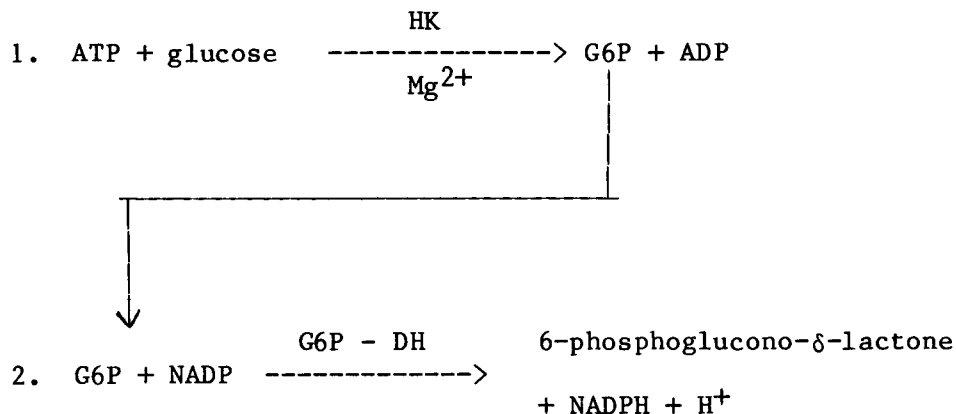 HK
1. ATP + glucose ------------> G6P + ADP
Mg2+
G6P - DH 6-phosphoglucono-δ-lactone
2. G6P + NADP ------------>
+ NADPH + H+